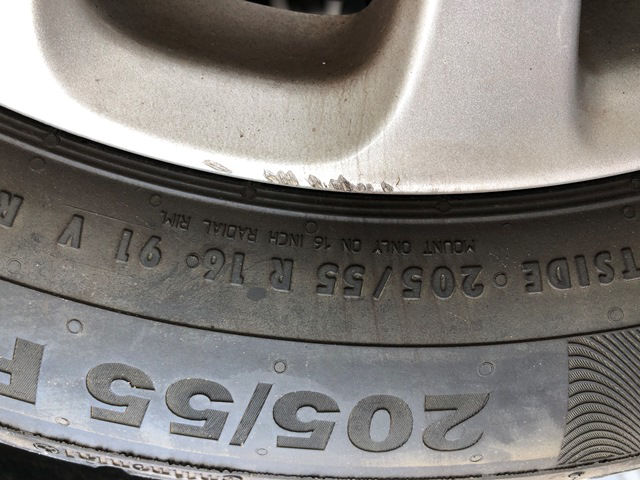 TSIDE • 205/55 R 16 • 91 V
MOUNT ONLY ON 16 INCH RADIAL RIM.
205/55